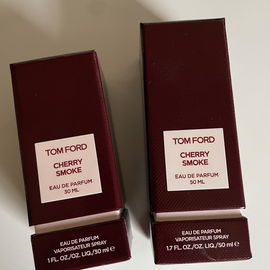 TOM FORD
CHERRY
SMOKE
EAU DE PARFUM
30 ML
EAU DE PARFUM
VAPORISATEUR SPRAY
1 FL. OZ./OZ. LIQ./30 ml ℮
TOM FORD
CHERRY
SMOKE
EAU DE PARFUM
50 ML
EAU DE PARFUM
VAPORISATEUR SPRAY
1.7 FL. OZ./OZ. LIQ./50 ml ℮